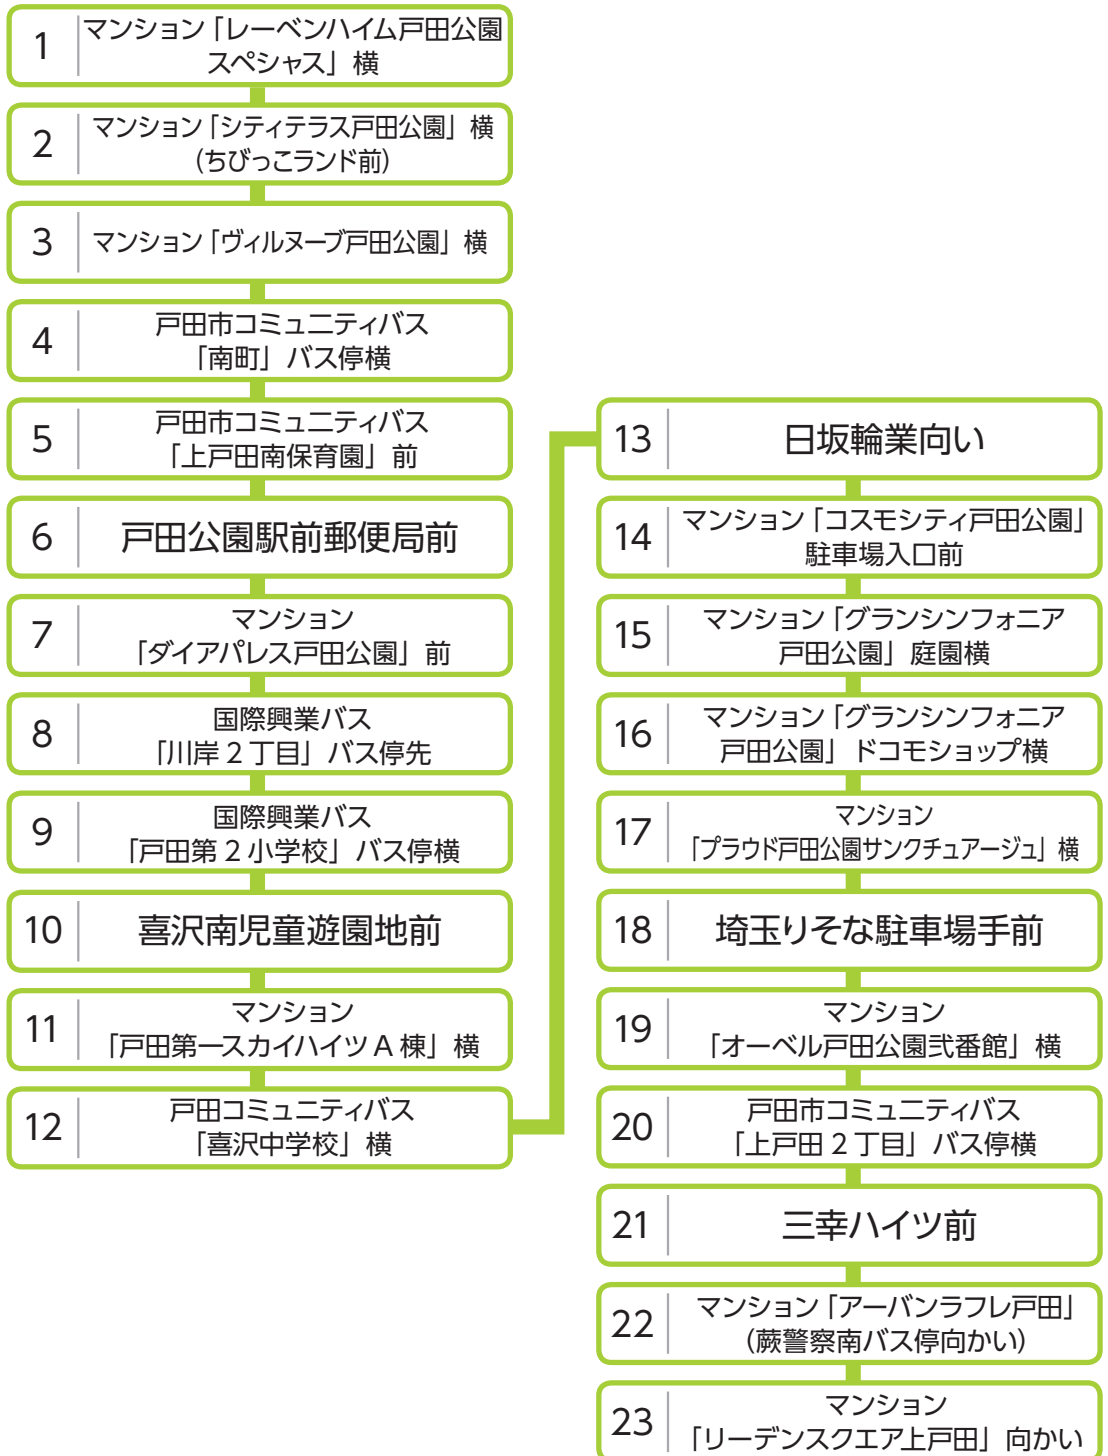 1
マンション「レーベンハイム戸田公園
スペシャス」横
2
マンション「シティテラス戸田公園」横
(ちびっこランド前)
3
マンション「ヴィルヌーブ戸田公園」横
4
戸田市コミュニティバス
「南町」バス停横
5
戸田市コミュニティバス
「上戸田南保育園」前
6
戸田公園駅前郵便局前
7
マンション
「ダイアパレス戸田公園」前
8
国際興業バス
「川岸2丁目」バス停先
9
国際興業バス
「戸田第2小学校」バス停横
10
喜沢南児童遊園地前
11
マンション
「戸田第一スカイハイツA棟」横
12
戸田コミュニティバス
「喜沢中学校」横
13
日坂輪業向い
14
マンション「コスモシティ戸田公園」
駐車場入口前
15
マンション「グランシンフォニア
戸田公園」庭園横
16
マンション「グランシンフォニア
戸田公園」ドコモショップ横
17
マンション
「プラウド戸田公園サンクチュアージュ」横
18
埼玉りそな駐車場手前
19
マンション
「オーベル戸田公園弐番館」横
20
戸田市コミュニティバス
「上戸田2丁目」バス停横
21
三幸ハイツ前
22
マンション「アーバンラフレ戸田」
(蕨警察南バス停向かい)
23
マンション
「リーデンスクエア上戸田」向かい